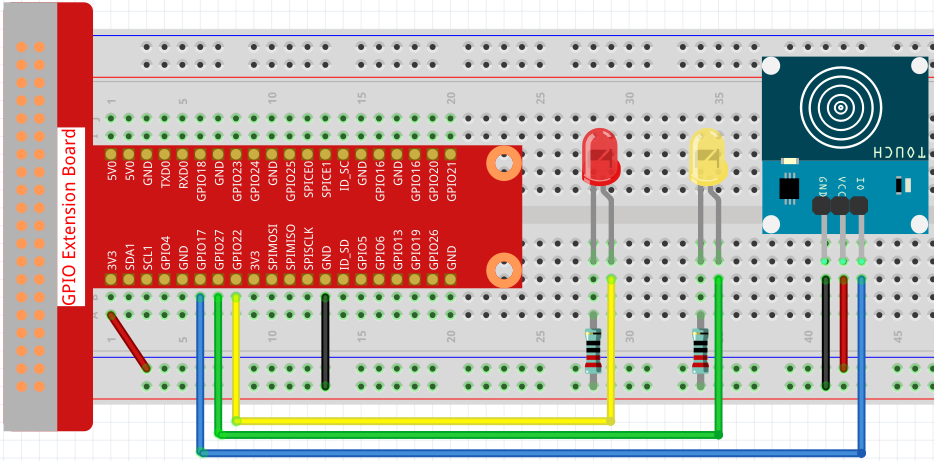 GPIO Extension Board
1 5 10 15 20 25 30 35
J
I
5V0 5V0 GND TXD0 RXD0 GPIO18 GND GPIO23 GPIO24 GND GPIO25 SPICE0 SPICE1 ID_SC GND GPIO16 GND GPIO16 GPIO20 GPIO21
3V3 SDA1 SCL1 GPIO4 GND GPIO17 GPIO27 GPIO22 3V3 SPIMOSI SPIMISO SPISCLK GND ID_SD GPIO5 GPIO6 GPIO13 GPIO19 GPIO26 GND
TOUCH
GND VCC IO
A
1 5 10 15 20 25 30 35 40 45